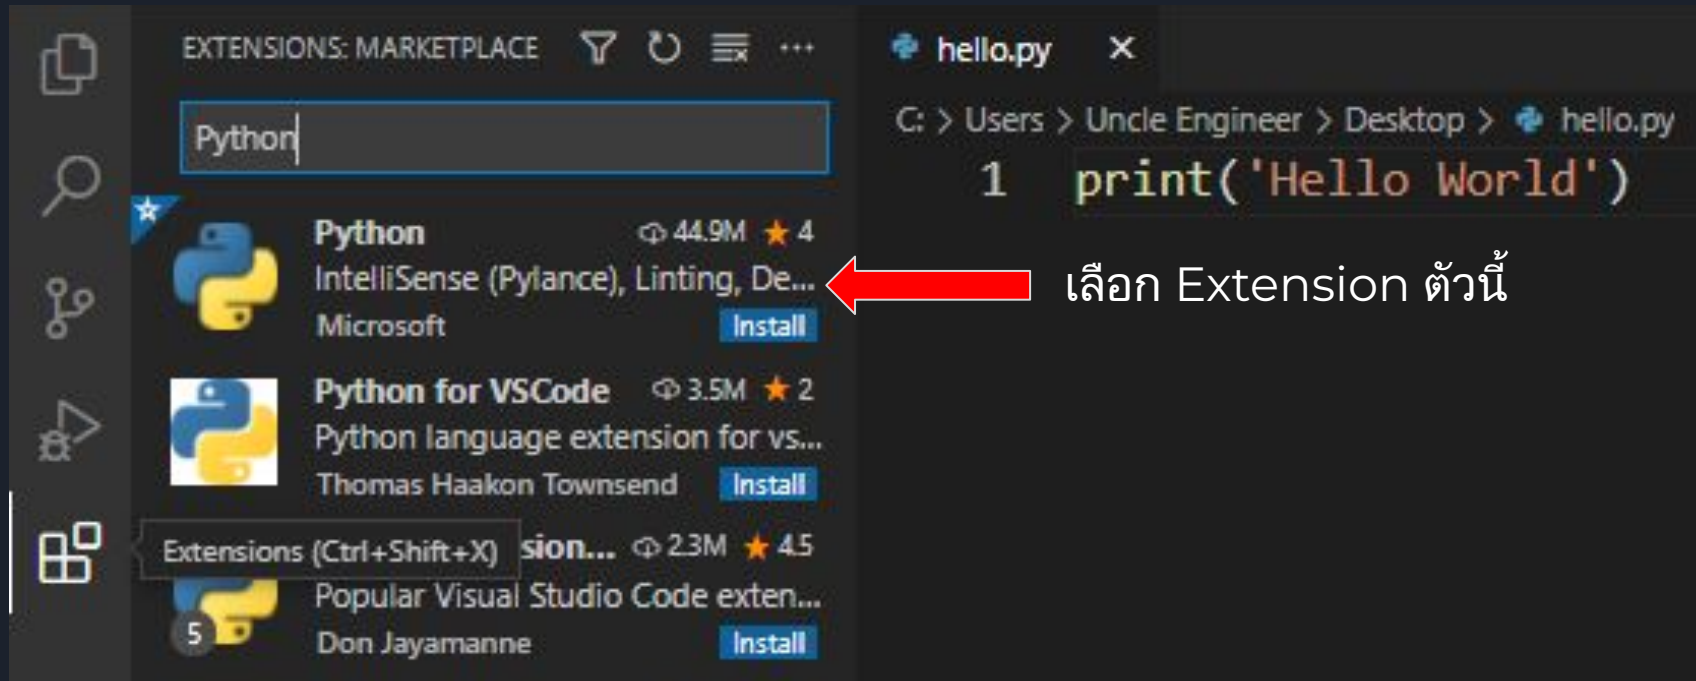 EXTENSIONS: MARKETPLACE
Python
Python 44.9M 4
IntelliSense (Pylance), Linting, De...
Microsoft Install
Python for VSCode 3.5M 2
Python language extension for vs...
Thomas Haakon Townsend Install
Extensions (Ctrl+Shift+X) sion... 2.3M 4.5
Popular Visual Studio Code exten...
5 Don Jayamanne Install
hello.py
C: > Users > Uncle Engineer > Desktop > hello.py
1 print('Hello World')
เลือก Extension ตัวนี้